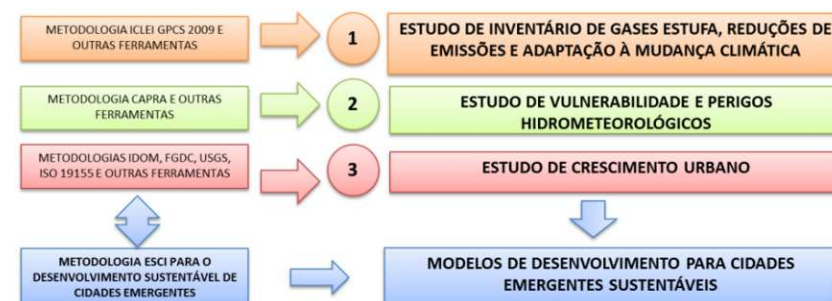 METODOLOGIA ICLEI GPCS 2009 E
OUTRAS FERRAMENTAS
1
ESTUDO DE INVENTÁRIO DE GASES ESTUFA, REDUÇÕES DE
EMISSÕES E ADAPTAÇÃO À MUDANÇA CLIMÁTICA
METODOLOGIA CAPRA E OUTRAS
FERRAMENTAS
2
ESTUDO DE VULNERABILIDADE E PERIGOS
HIDROMETEOROLÓGICOS
METODOLOGIAS IDOM, FGDC, USGS,
ISO 19155 E OUTRAS FERRAMENTAS
3
ESTUDO DE CRESCIMENTO URBANO
METODOLOGIA ESCI PARA O
DESENVOLVIMENTO SUSTENTÁVEL DE
CIDADES EMERGENTES
MODELOS DE DESENVOLVIMENTO PARA CIDADES
EMERGENTES SUSTENTÁVEIS